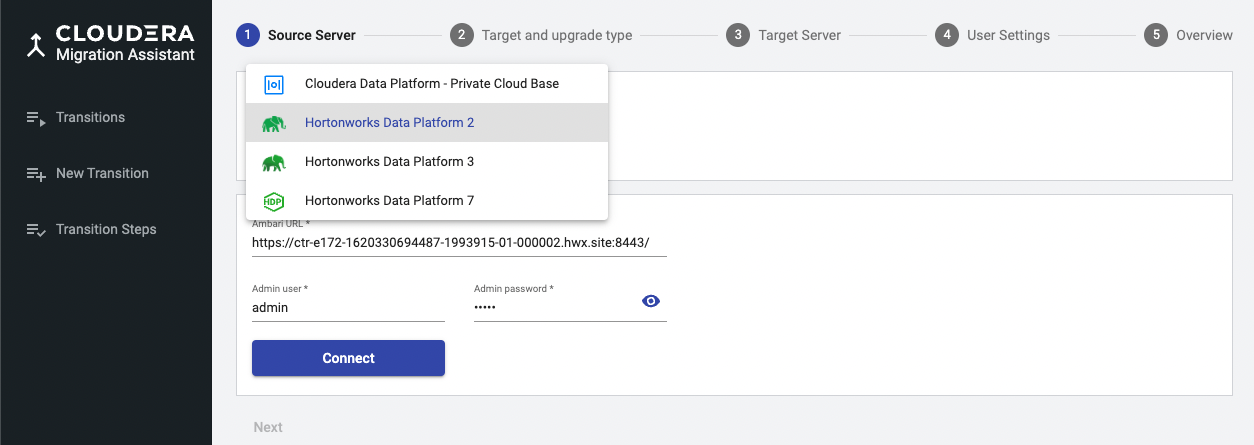 CLOUDERA
Migration Assistant
Transitions
New Transition
Transition Steps
1 Source Server 2 Target and upgrade type 3 Target Server 4 User Settings 5 Overview
Cloudera Data Platform - Private Cloud Base
Hortonworks Data Platform 2
Hortonworks Data Platform 3
HDP Hortonworks Data Platform 7
Ambari URL *
https://ctr-e172-1620330694487-1993915-01-000002.hwx.site:8443/
Admin user * Admin password *
admin •••••
Connect
Next